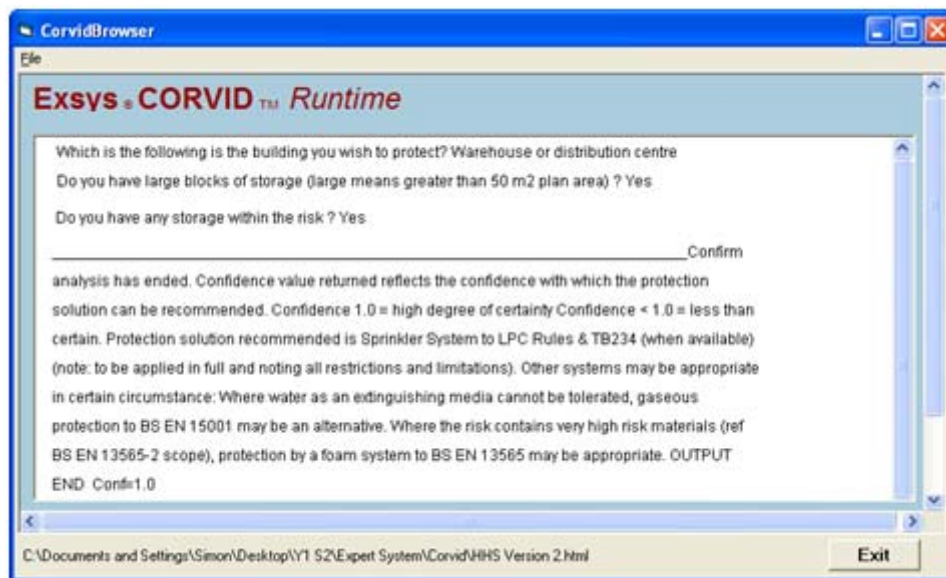 CorvidBrowser
File
Exsys ® CORVID TM Runtime
Which is the following is the building you wish to protect? Warehouse or distribution centre
Do you have large blocks of storage (large means greater than 50 m2 plan area) ? Yes
Do you have any storage within the risk ? Yes
Confirm
analysis has ended. Confidence value returned reflects the confidence with which the protection
solution can be recommended. Confidence 1.0 = high degree of certainty Confidence < 1.0 = less than
certain. Protection solution recommended is Sprinkler System to LPC Rules & TB234 (when available)
(note: to be applied in full and noting all restrictions and limitations). Other systems may be appropriate
in certain circumstance: Where water as an extinguishing media cannot be tolerated, gaseous
protection to BS EN 15001 may be an alternative. Where the risk contains very high risk materials (ref
BS EN 13565-2 scope), protection by a foam system to BS EN 13565 may be appropriate. OUTPUT
END Conf=1.0
C:\Documents and Settings\Simon\Desktop\Y1 S2\Expert System\Corvid\HHS Version 2.html
Exit